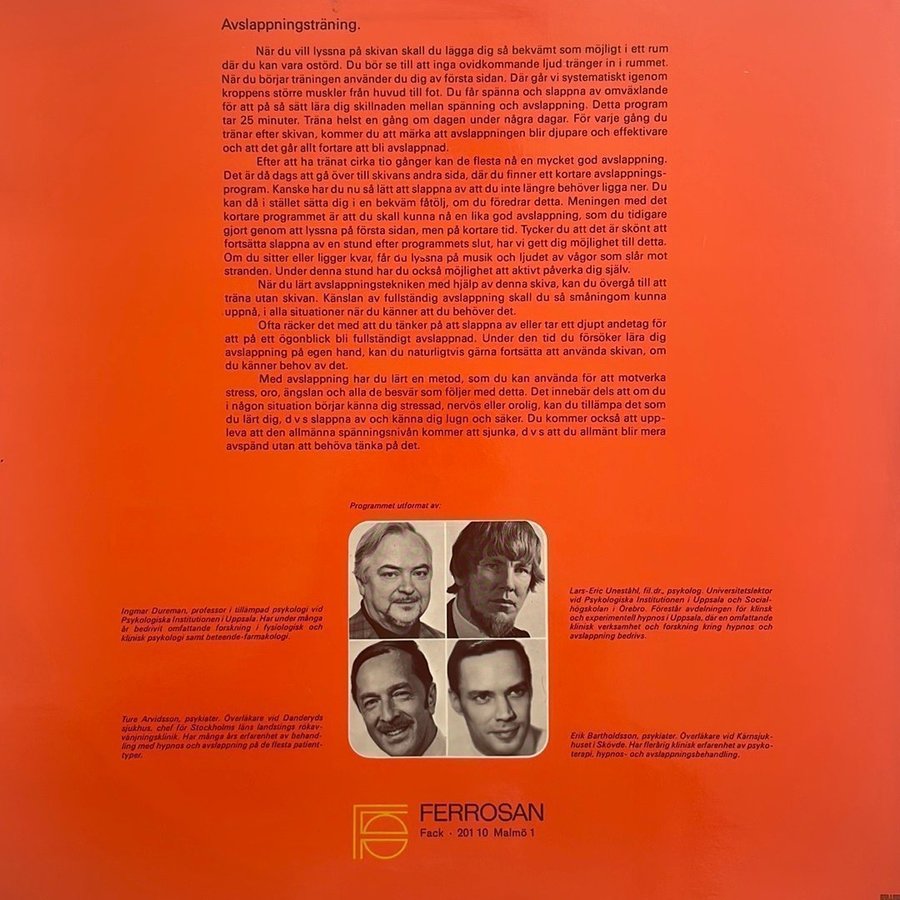 Avslappningsträning.
När du vill lyssna på skivan skall du lägga dig så bekvämt som möjligt i ett rum
där du kan vara ostörd. Du bör se till att inga ovidkommande ljud tränger in i rummet.
När du börjar träningen använder du dig av första sidan. Där går vi systematiskt igenom
kroppens större muskler från huvud till fot. Du får spänna och slappna av omväxlande
för att på så sätt lära dig skillnaden mellan spänning och avslappning. Detta program
tar 25 minuter. Träna helst en gång om dagen under några dagar. För varje gång du
tränar efter skivan, kommer du att märka att avslappningen blir djupare och effektivare
och att det går allt fortare att bli avslappnad.
Efter att ha tränat cirka tio gånger kan de flesta nå en mycket god avslappning.
Det är då dags att gå över till skivans andra sida, där du finner ett kortare avslappnings-
program. Kanske har du nu så lätt att slappna av att du inte längre behöver ligga ner. Du
kan då i stället sätta dig i en bekväm fåtölj, om du föredrar detta. Meningen med det
kortare programmet är att du skall kunna nå en lika god avslappning, som du tidigare
gjort genom att lyssna på första sidan, men på kortare tid. Tycker du att det är skönt att
fortsätta slappna av en stund efter programmets slut, har vi gett dig möjlighet till detta.
Om du sitter eller ligger kvar, får du lyssna på musik och ljudet av vågor som slår mot
stranden. Under denna stund har du också möjlighet att aktivt påverka dig själv.
När du lärt avslappningstekniken med hjälp av denna skiva, kan du övergå till att
träna utan skivan. Känslan av fullständig avslappning skall du så småningom kunna
uppnå, i alla situationer när du känner att du behöver det.
Ofta räcker det med att du tänker på att slappna av eller tar ett djupt andetag för
att på ett ögonblick bli fullständigt avslappnad. Under den tid du försöker lära dig
avslappning på egen hand, kan du naturligtvis gärna fortsätta att använda skivan, om
du känner behov av det.
Med avslappning har du lärt en metod, som du kan använda för att motverka
stress, oro, ängslan och alla de besvär som följer med detta. Det innebär dels att om du
i någon situation börjar känna dig stressad, nervös eller orolig, kan du tillämpa det som
du lärt dig, d v s slappna av och känna dig lugn och säker. Du kommer också att upp-
leva att den allmänna spänningsnivån kommer att sjunka, d v s att du allmänt blir mera
avspänd utan att behöva tänka på det.
Programmet utformat av:
Ingmar Dureman, professor i tillämpad psykologi vid
Psykologiska Institutionen i Uppsala. Har under många
år bedrivit omfattande forskning i fysiologisk och
klinisk psykologi samt beteende-farmakologi.
Lars-Eric Uneståhl, fil.dr., psykolog. Universitetslektor
vid Psykologiska Institutionen i Uppsala och Social-
högskolan i Örebro. Förestår avdelningen för klinsk
och experimentell hypnos i Uppsala, där en omfattande
klinisk verksamhet och forskning kring hypnos och
avslappning bedrivs.
Ture Arvidsson, psykiater. Överläkare vid Danderyds
sjukhus, chef för Stockholms läns landstings rökav-
vänjningsklinik. Har många års erfarenhet av behand-
ling med hypnos och avslappning på de flesta patient-
typer.
Erik Bartholdsson, psykiater. Överläkare vid Kärnsjuk-
huset i Skövde. Har flerårig klinisk erfarenhet av psyko-
terapi, hypnos- och avslappningsbehandling.
FERROSAN
Fack · 201 10 Malmö 1